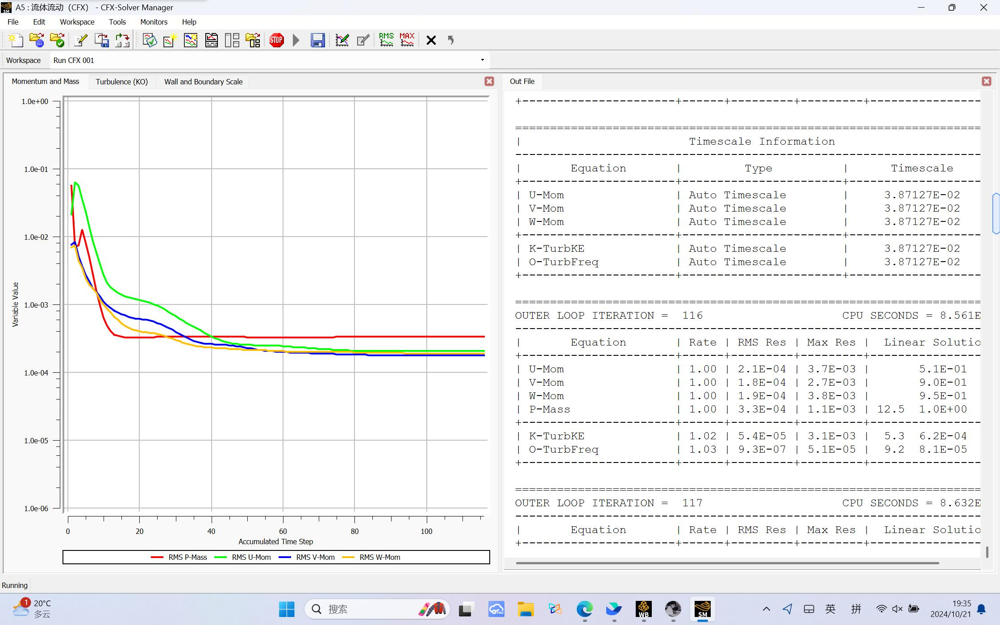 A5 : 流体流动（CFX） - CFX-Solver Manager
File Edit Workspace Tools Monitors Help
STOP RMS MAX
Workspace Run CFX 001
Momentum and Mass Turbulence (KO) Wall and Boundary Scale
1.0e+00
1.0e-01
1.0e-02
1.0e-03
1.0e-04
1.0e-05
1.0e-06
Variable Value
0 20 40 60 80 100
Accumulated Time Step
RMS P-Mass RMS U-Mom RMS V-Mom RMS W-Mom
Out File
+----------------------+------+---------+---------+----------------
===================================================================
| Timescale Information
-------------------------------------------------------------------
| Equation | Type | Timescale
+----------------------+-----------------------+-------------------
| U-Mom | Auto Timescale | 3.87127E-02
| V-Mom | Auto Timescale | 3.87127E-02
| W-Mom | Auto Timescale | 3.87127E-02
+----------------------+-----------------------+-------------------
| K-TurbKE | Auto Timescale | 3.87127E-02
| O-TurbFreq | Auto Timescale | 3.87127E-02
+----------------------+-----------------------+-------------------
===================================================================
OUTER LOOP ITERATION = 116 CPU SECONDS = 8.561E
-------------------------------------------------------------------
| Equation | Rate | RMS Res | Max Res | Linear Solutio
+----------------------+------+---------+---------+----------------
| U-Mom | 1.00 | 2.1E-04 | 3.7E-03 | 5.1E-01
| V-Mom | 1.00 | 1.8E-04 | 2.7E-03 | 9.0E-01
| W-Mom | 1.00 | 1.9E-04 | 3.8E-03 | 9.5E-01
| P-Mass | 1.00 | 3.3E-04 | 1.1E-03 | 12.5 1.0E+00
+----------------------+------+---------+---------+----------------
| K-TurbKE | 1.02 | 5.4E-05 | 3.1E-03 | 5.3 6.2E-04
| O-TurbFreq | 1.03 | 9.3E-07 | 5.1E-05 | 9.2 8.1E-05
+----------------------+------+---------+---------+----------------
===================================================================
OUTER LOOP ITERATION = 117 CPU SECONDS = 8.632E
-------------------------------------------------------------------
| Equation | Rate | RMS Res | Max Res | Linear Solutio
+----------------------+------+---------+---------+----------------
Running
1
20°C
多云
搜索
PRO
WB
SM
英
拼
19:35
2024/10/21